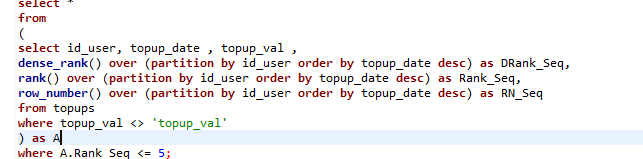 select *
from
(
select id_user, topup_date , topup_val ,
dense_rank() over (partition by id_user order by topup_date desc) as DRank_Seq,
rank() over (partition by id_user order by topup_date desc) as Rank_Seq,
row_number() over (partition by id_user order by topup_date desc) as RN_Seq
from topups
where topup_val <> 'topup_val'
) as A
where A.Rank_Seq <= 5;